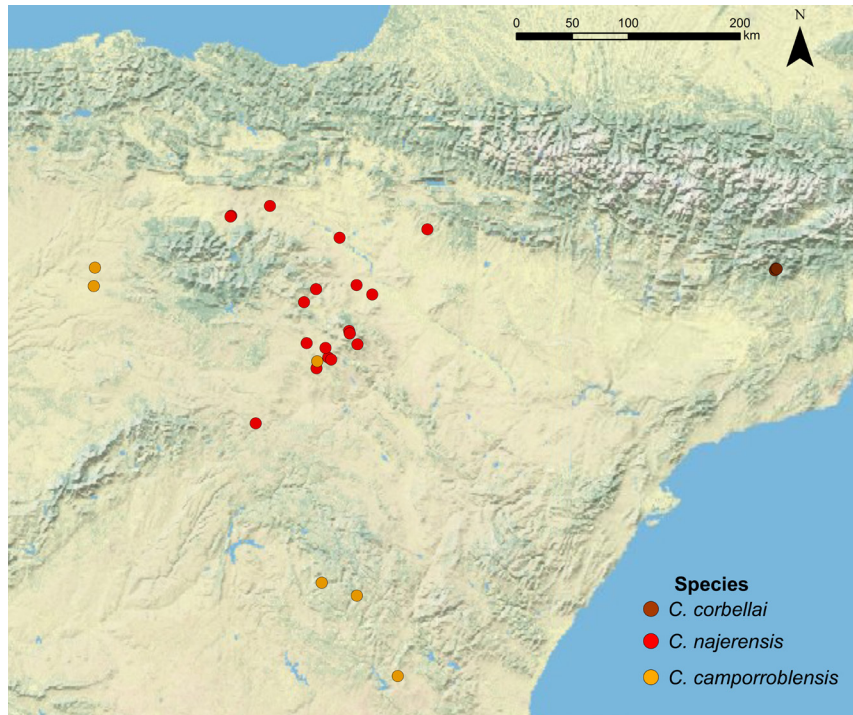 0 50 100 200
km
N
Species
C. corbellai
C. najerensis
C. camporroblensis